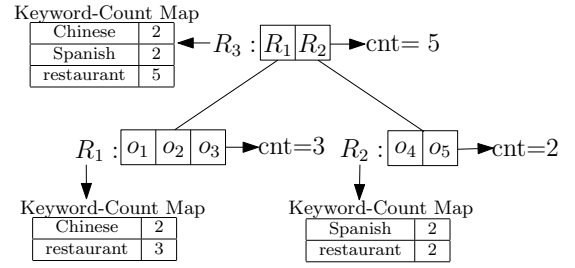 Keyword-Count Map
Chinese 2
Spanish 2
restaurant 5
R3 : R1 R2 cnt= 5
R1 : o1 o2 o3 cnt=3
R2 : o4 o5 cnt=2
Keyword-Count Map
Chinese 2
restaurant 3
Keyword-Count Map
Spanish 2
restaurant 2